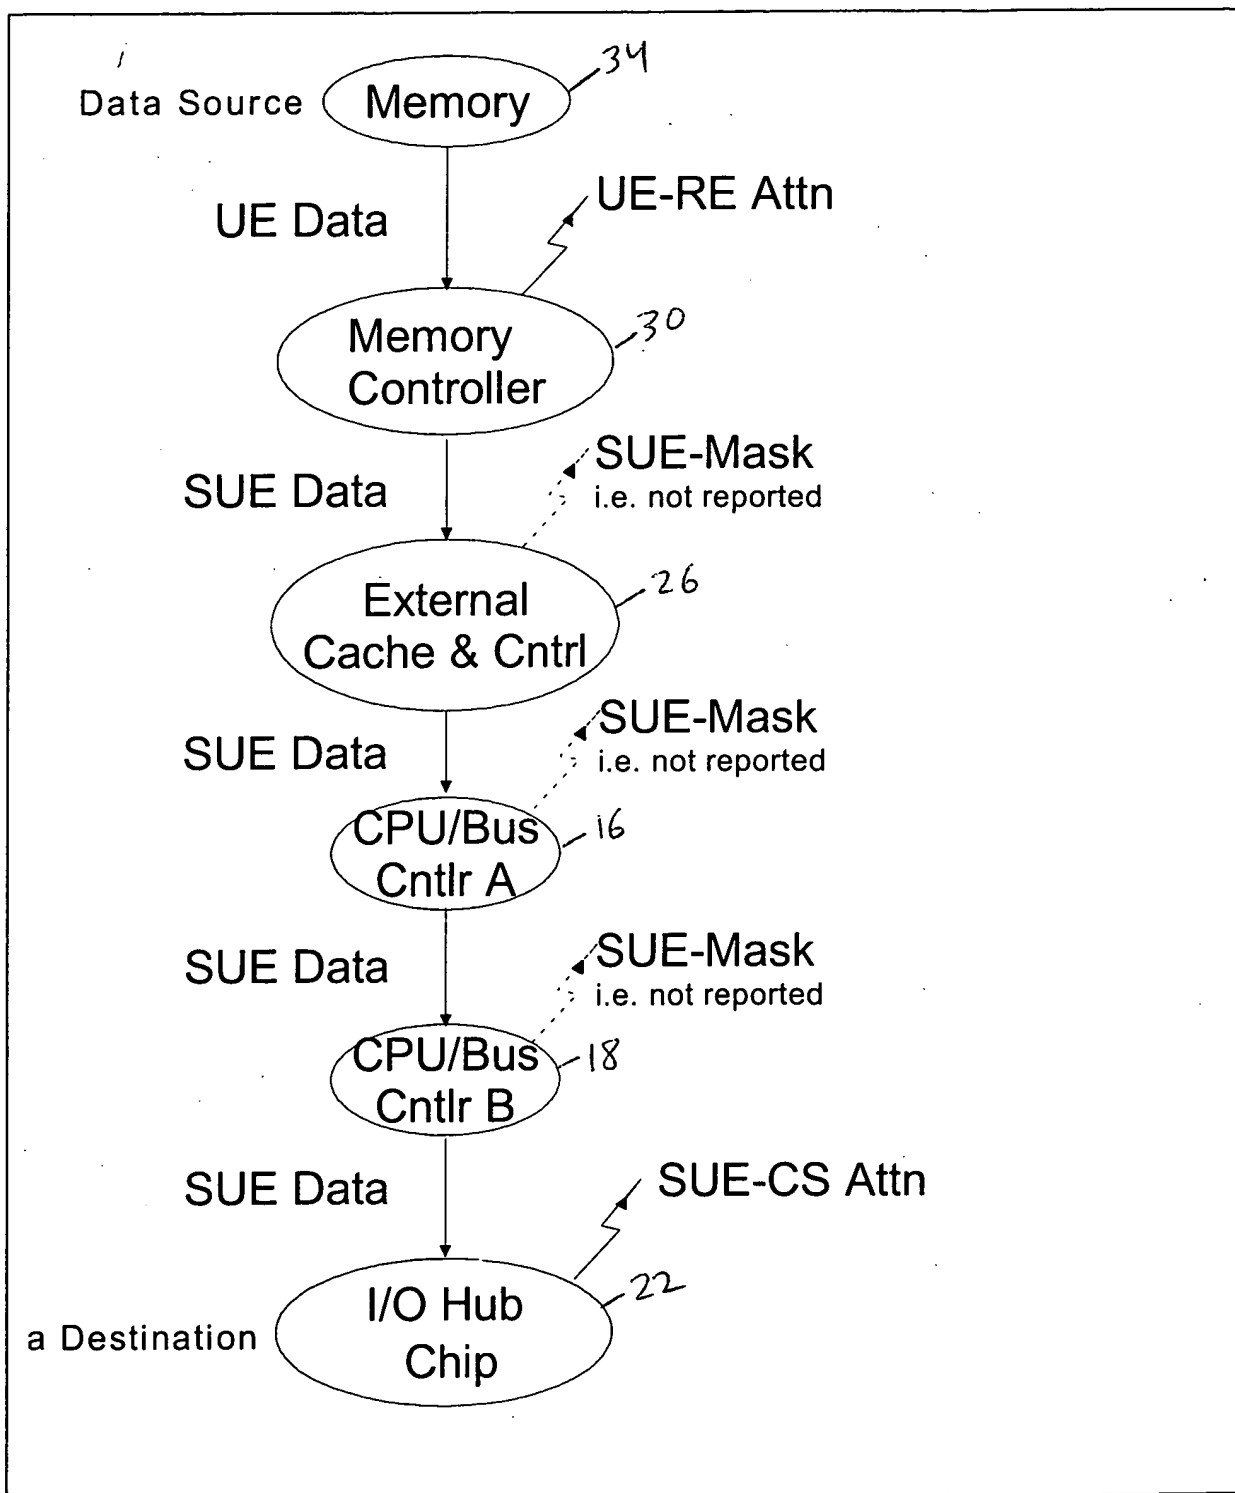 34
Data Source
Memory
UE-RE Attn
UE Data
30
Memory
Controller
SUE-Mask
i.e. not reported
SUE Data
26
External
Cache & Cntrl
SUE-Mask
i.e. not reported
SUE Data
16
CPU/Bus
Cntlr A
SUE-Mask
i.e. not reported
SUE Data
18
CPU/Bus
Cntlr B
SUE-CS Attn
SUE Data
22
I/O Hub
Chip
a Destination